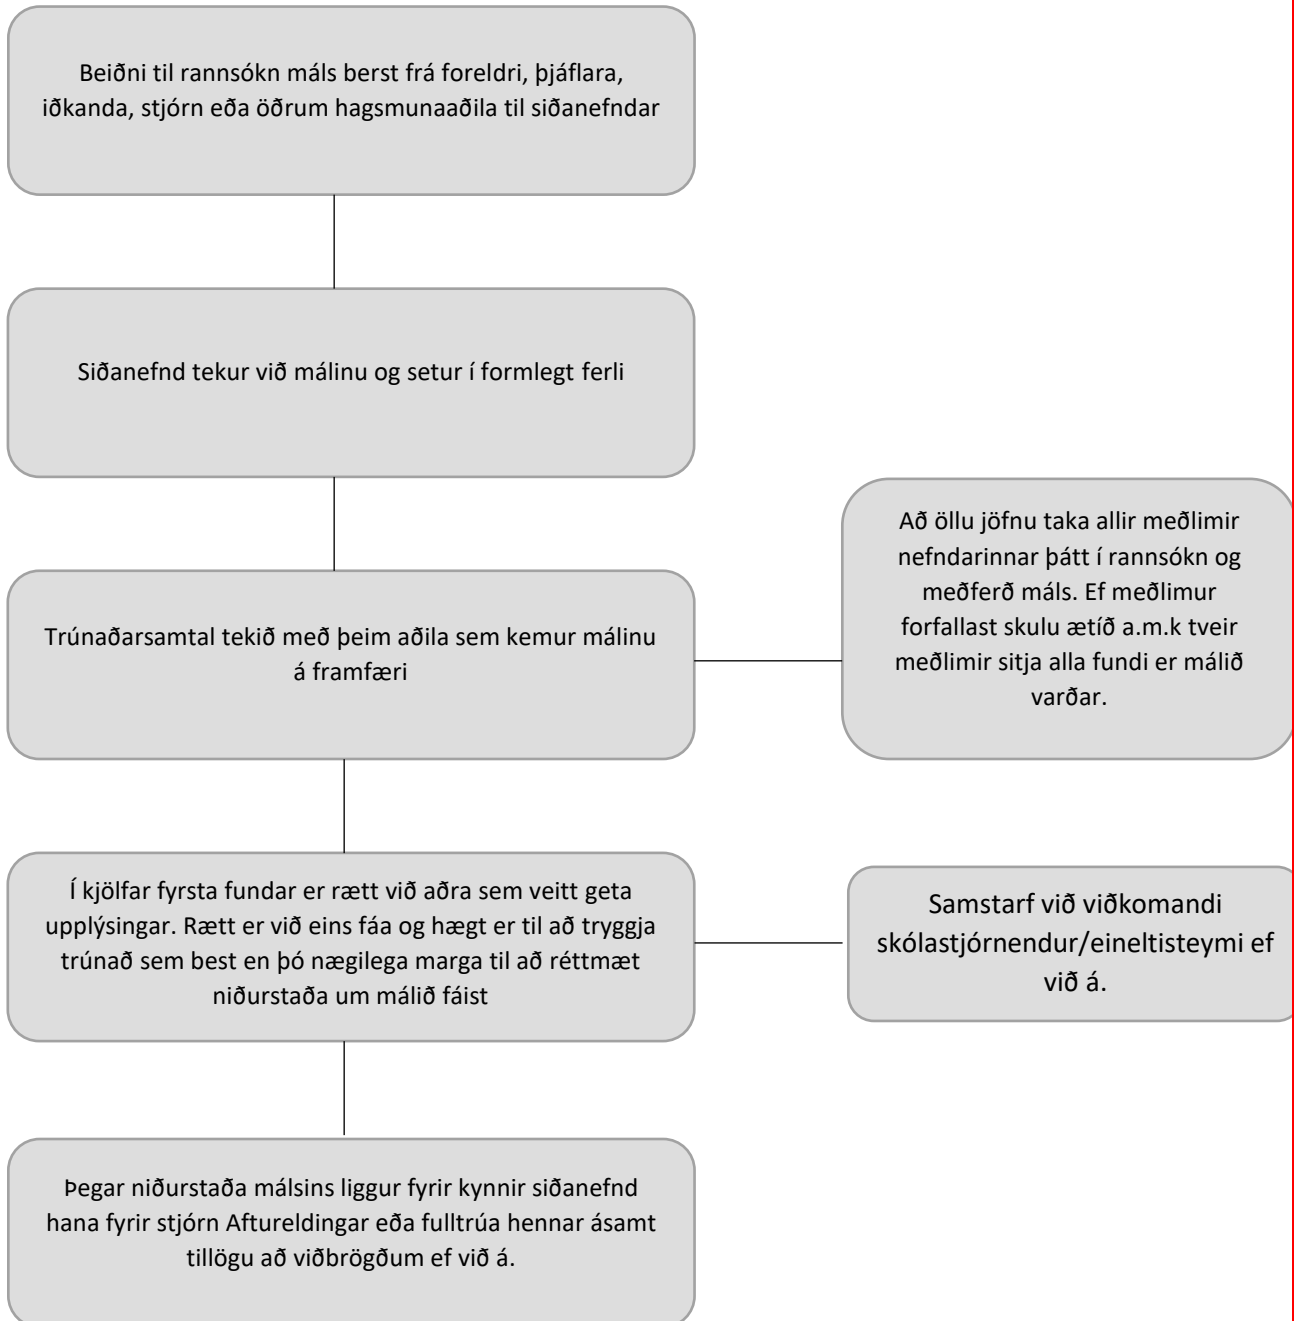 Beiðni til rannsókn máls berst frá foreldri, þjáflara,
iðkanda, stjórn eða öðrum hagsmunaaðila til siðanefndar
Siðanefnd tekur við málinu og setur í formlegt ferli
Trúnaðarsamtal tekið með þeim aðila sem kemur málinu
á framfæri
Að öllu jöfnu taka allir meðlimir
nefndarinnar þátt í rannsókn og
meðferð máls. Ef meðlimur
forfallast skulu ætíð a.m.k tveir
meðlimir sitja alla fundi er málið
varðar.
Í kjölfar fyrsta fundar er rætt við aðra sem veitt geta
upplýsingar. Rætt er við eins fáa og hægt er til að tryggja
trúnað sem best en þó nægilega marga til að réttmæt
niðurstaða um málið fáist
Samstarf við viðkomandi
skólastjórnendur/eineltisteymi ef
við á.
Þegar niðurstaða málsins liggur fyrir kynnir siðanefnd
hana fyrir stjórn Aftureldingar eða fulltrúa hennar ásamt
tillögu að viðbrögðum ef við á.